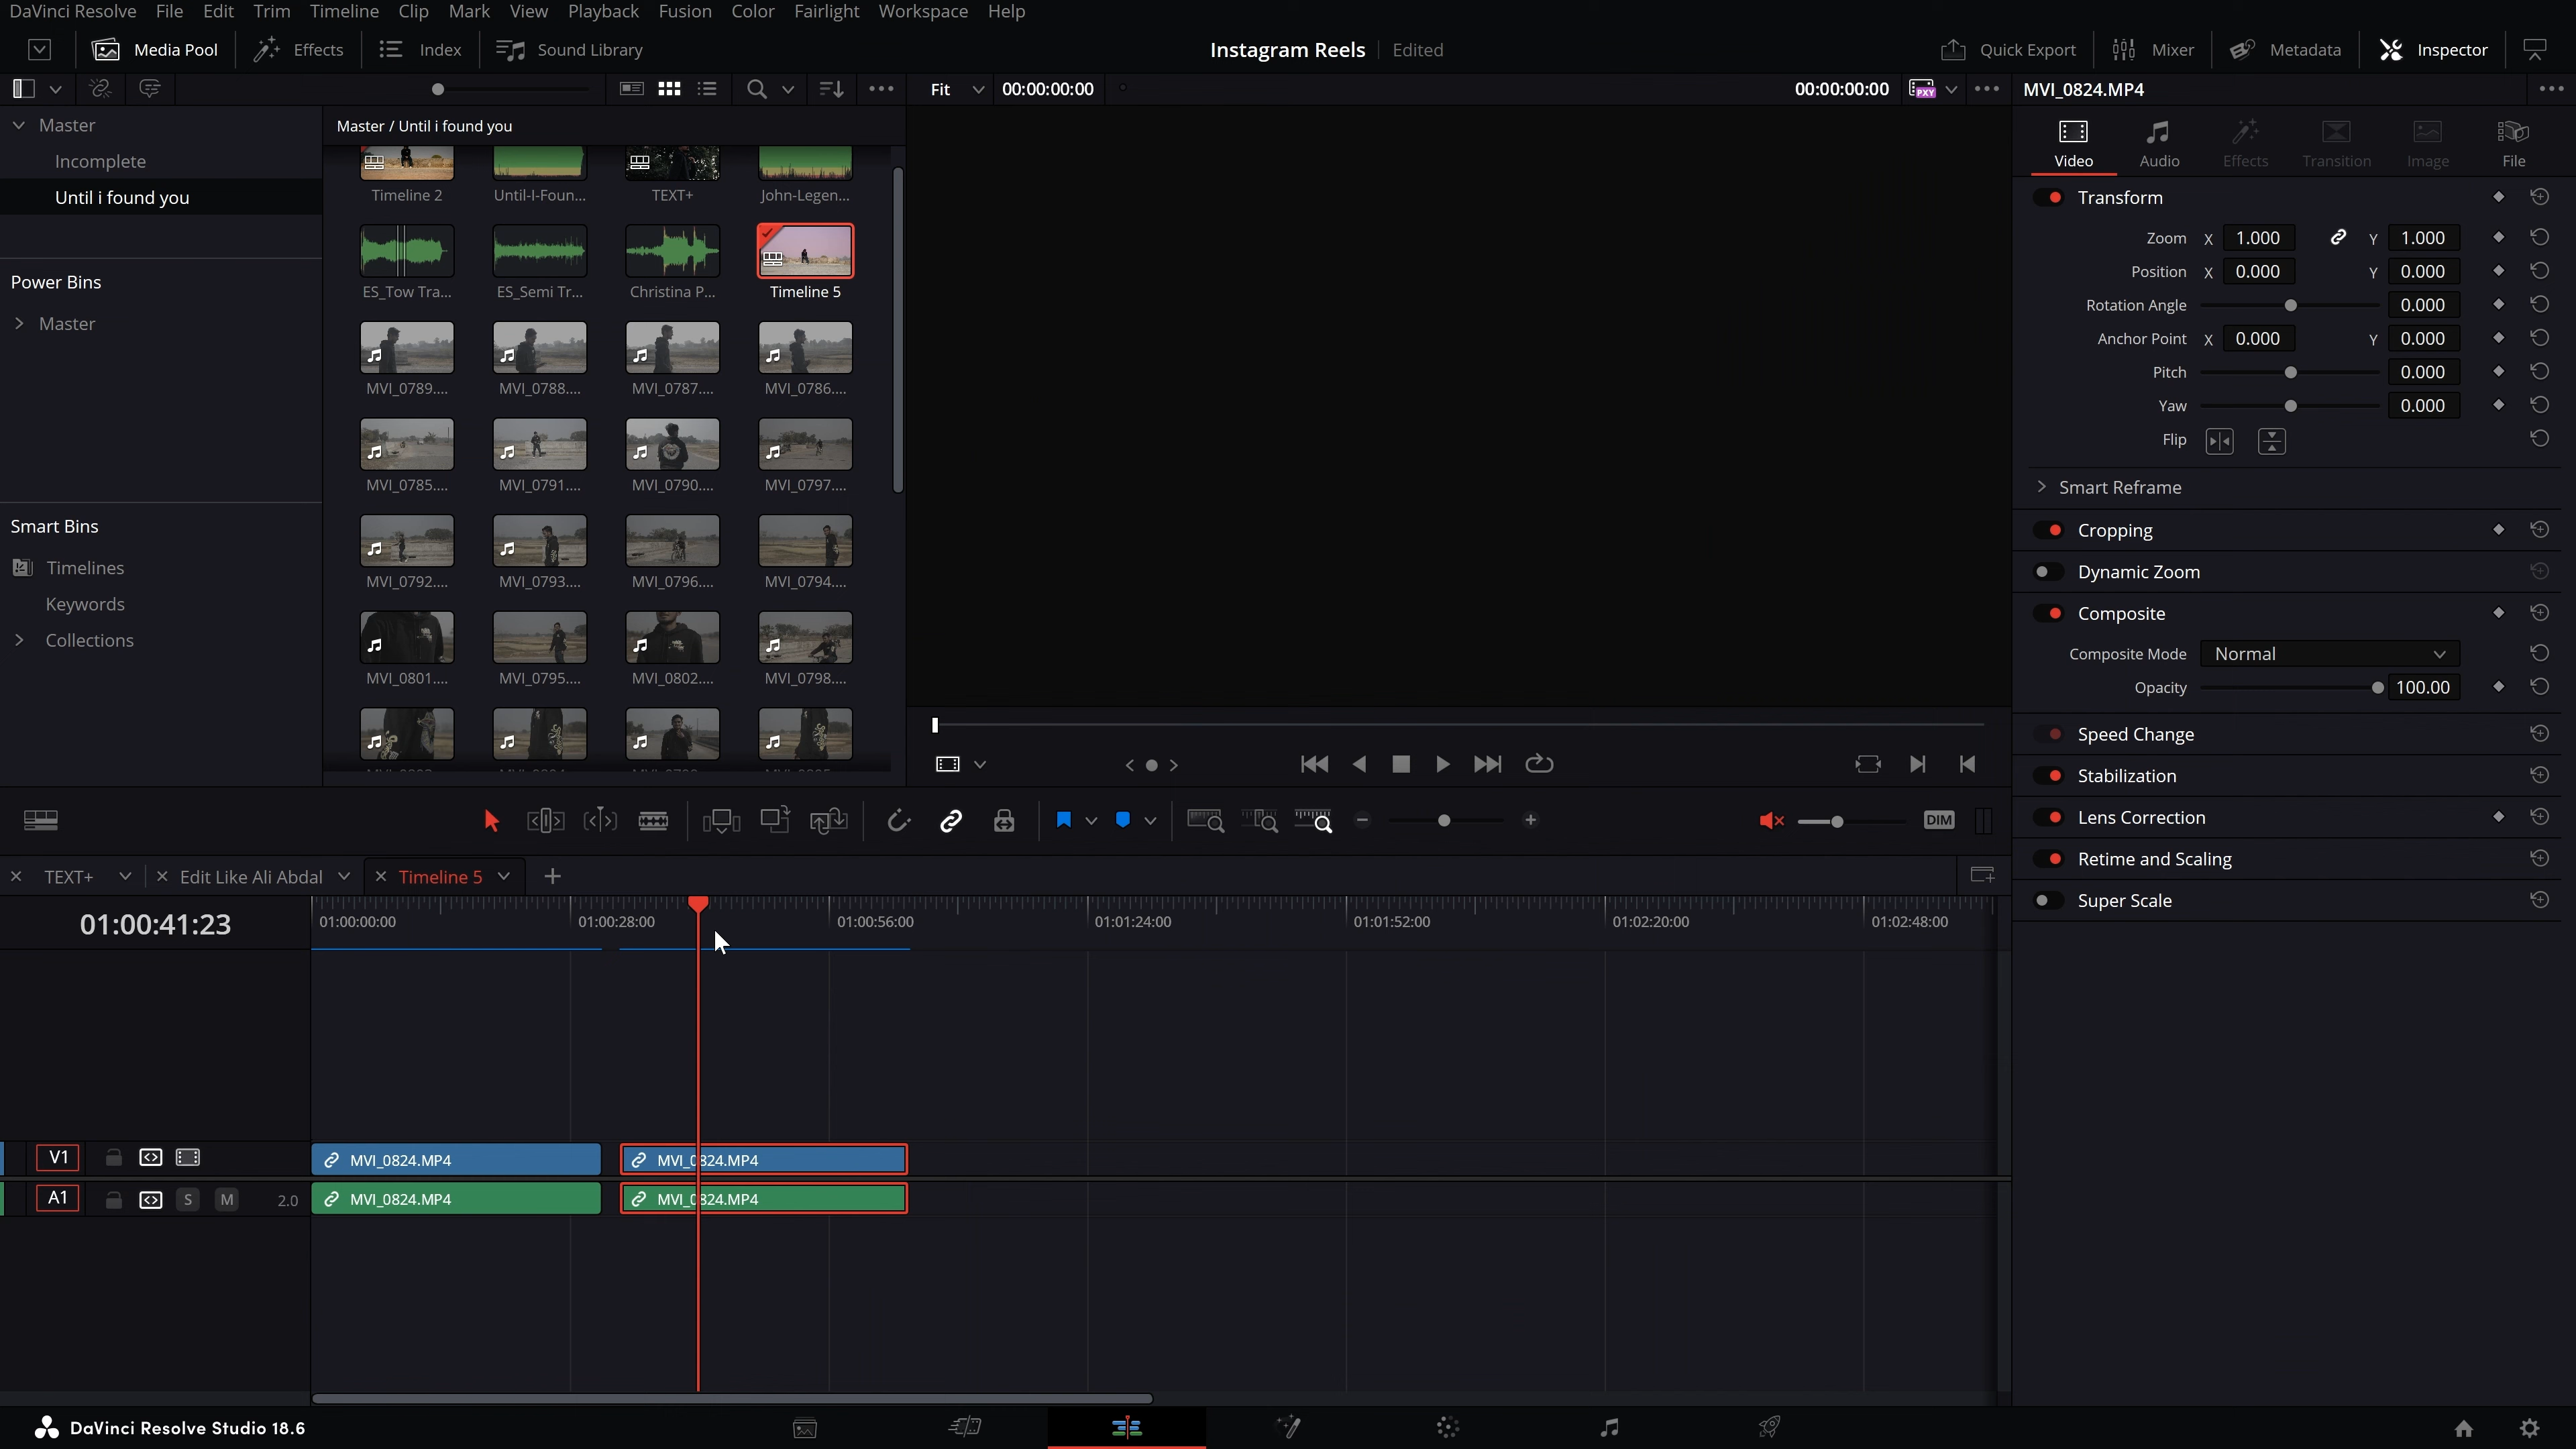 DaVinci Resolve File Edit Trim Timeline Clip Mark View Playback Fusion Color Fairlight Workspace Help
Media Pool Effects Index Sound Library Instagram Reels Edited Quick Export Mixer Metadata Inspector
Fit 00:00:00:00 00:00:00:00 PXY MVI_0824.MP4
Master
Incomplete
Until i found you
Power Bins
Master
Smart Bins
Timelines
Keywords
Collections
Master / Until i found you
Timeline 2 Until-I-Foun... TEXT+ John-Legen...
ES_Tow Tra... ES_Semi Tr... Christina P... Timeline 5
MVI_0789.... MVI_0788.... MVI_0787.... MVI_0786....
MVI_0785.... MVI_0791.... MVI_0790.... MVI_0797....
MVI_0792.... MVI_0793.... MVI_0796.... MVI_0794....
MVI_0801.... MVI_0795.... MVI_0802.... MVI_0798....
Video Audio Effects Transition Image File
Transform
Zoom X 1.000 Y 1.000
Position X 0.000 Y 0.000
Rotation Angle 0.000
Anchor Point X 0.000 Y 0.000
Pitch 0.000
Yaw 0.000
Flip
Smart Reframe
Cropping
Dynamic Zoom
Composite
Composite Mode Normal
Opacity 100.00
Speed Change
Stabilization
Lens Correction
Retime and Scaling
Super Scale
DIM
TEXT+ Edit Like Ali Abdal Timeline 5
01:00:41:23 01:00:00:00 01:00:28:00 01:00:56:00 01:01:24:00 01:01:52:00 01:02:20:00 01:02:48:00
V1 MVI_0824.MP4 MVI_0824.MP4
A1 S M 2.0 MVI_0824.MP4 MVI_0824.MP4
DaVinci Resolve Studio 18.6